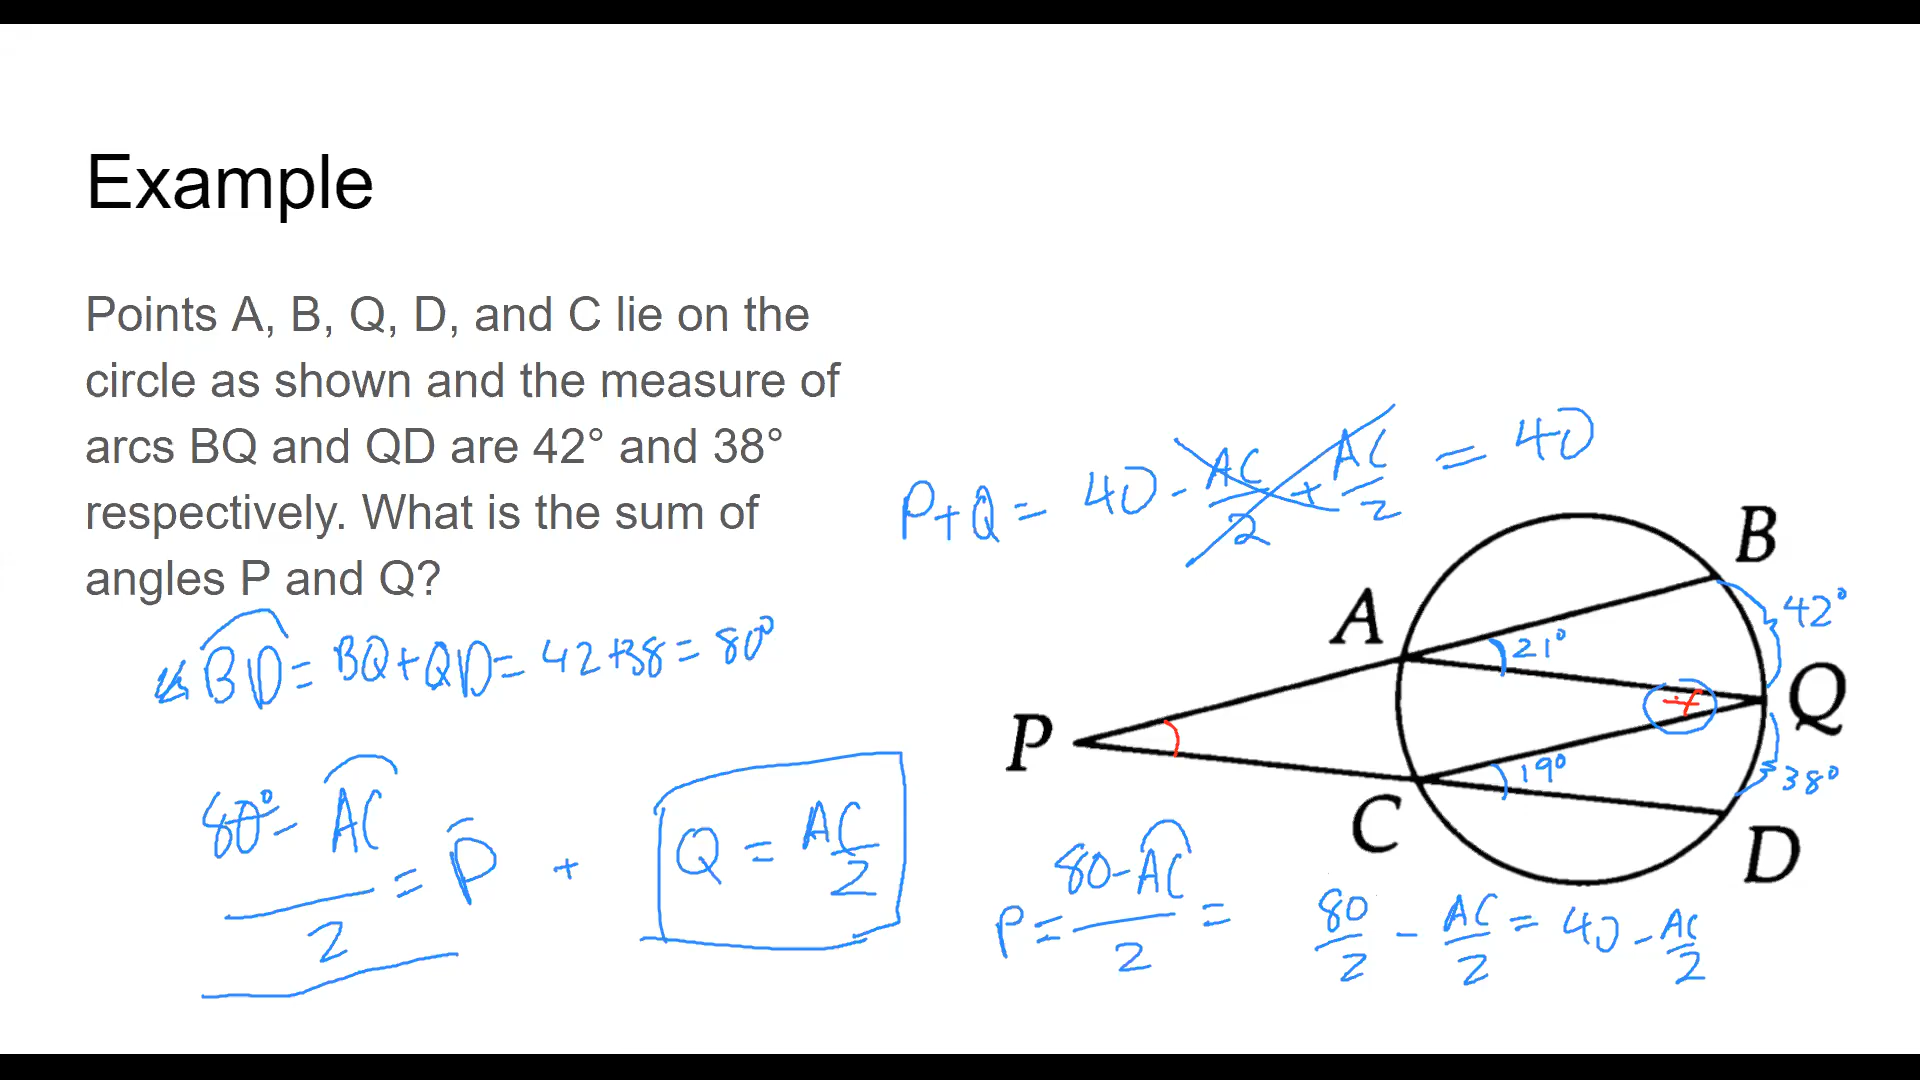 Example
Points A, B, Q, D, and C lie on the
circle as shown and the measure of
arcs BQ and QD are 42° and 38°
respectively. What is the sum of
angles P and Q?
BD = BQ + QD = 42 + 38 = 80°
80° - AC / 2 = P + Q = AC / 2
P + Q = 40 - AC / 2 + AC / 2 = 40
B
42°
A
21°
Q
P
19°
38°
C
D
P = 80 - AC / 2 = 80 / 2 - AC / 2 = 40 - AC / 2